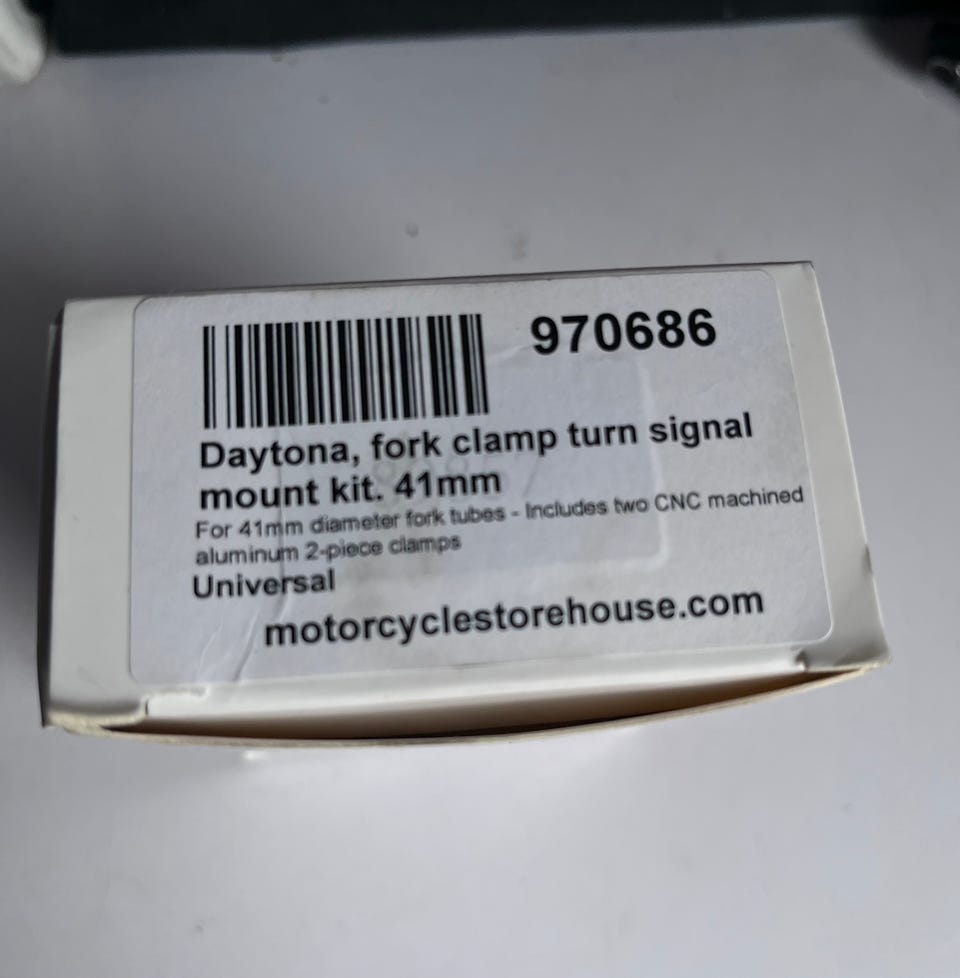 970686
Daytona, fork clamp turn signal
mount kit. 41mm
For 41mm diameter fork tubes - Includes two CNC machined
aluminum 2-piece clamps
Universal
motorcyclestorehouse.com